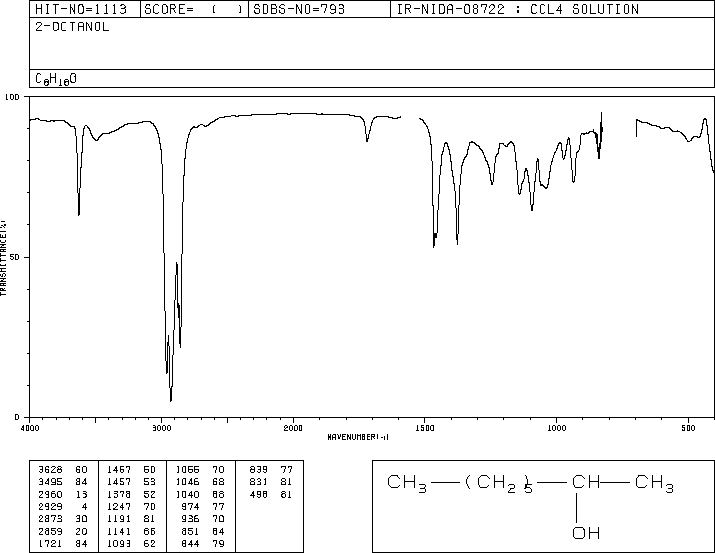 HIT-NO=1113 SCORE= ( ) SDBS-NO=793 IR-NIDA-08722 : CCL4 SOLUTION
2-OCTANOL
C8H18O
100
50
0
TRANSMITTANCE(%)
4000 3000 2000 1500 1000 500
WAVENUMBER(-1)
3628 60 1467 50 1066 70 839 77
3495 84 1457 53 1046 68 831 81
2960 13 1378 52 1040 68 498 81
2929 4 1247 70 974 77
2873 30 1191 81 936 70
2859 20 1141 66 851 84
1721 84 1093 62 844 79
CH3—(CH2)5—CH—CH3
OH